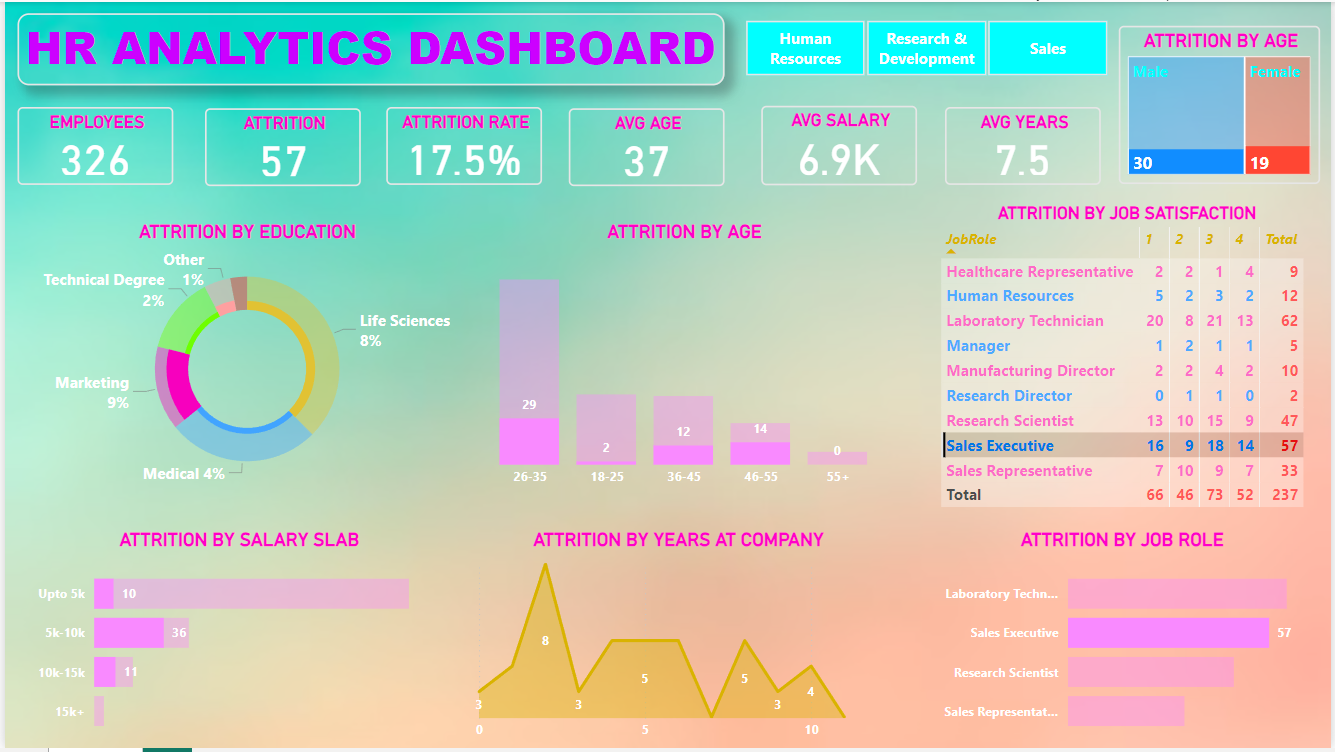 HR ANALYTICS DASHBOARD
Human
Resources
Research &
Development
Sales
ATTRITION BY AGE
Male
Female
30
19
EMPLOYEES
326
ATTRITION
57
ATTRITION RATE
17.5%
AVG AGE
37
AVG SALARY
6.9K
AVG YEARS
7.5
ATTRITION BY EDUCATION
Other
1%
Technical Degree
2%
Life Sciences
8%
Marketing
9%
Medical 4%
ATTRITION BY AGE
29
2
12
14
0
26-35
18-25
36-45
46-55
55+
ATTRITION BY JOB SATISFACTION
JobRole 1 2 3 4 Total
Healthcare Representative 2 2 1 4 9
Human Resources 5 2 3 2 12
Laboratory Technician 20 8 21 13 62
Manager 1 2 1 1 5
Manufacturing Director 2 2 4 2 10
Research Director 0 1 1 0 2
Research Scientist 13 10 15 9 47
Sales Executive 16 9 18 14 57
Sales Representative 7 10 9 7 33
Total 66 46 73 52 237
ATTRITION BY SALARY SLAB
Upto 5k 10
5k-10k 36
10k-15k 11
15k+
ATTRITION BY YEARS AT COMPANY
3
8
3
5
5
3
4
0
5
10
ATTRITION BY JOB ROLE
Laboratory Techn...
Sales Executive 57
Research Scientist
Sales Representat...